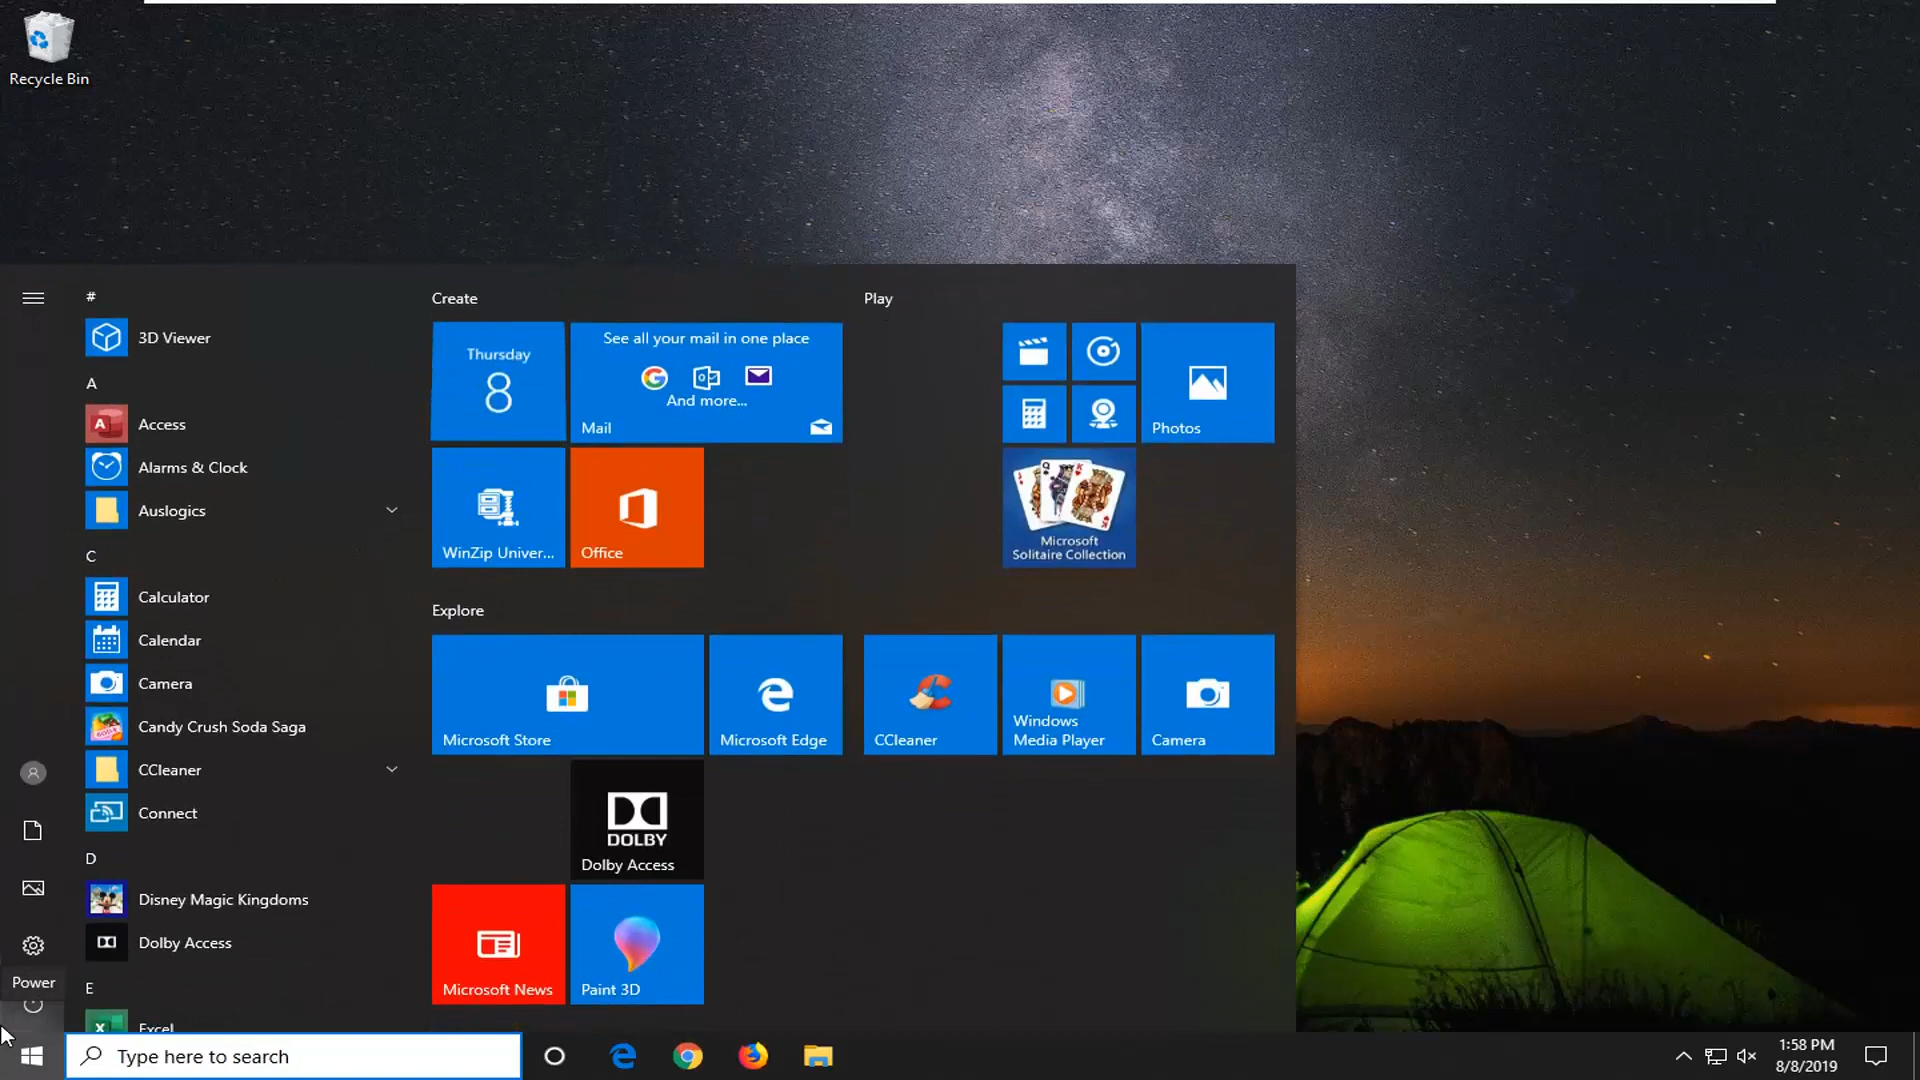 Recycle Bin
#
3D Viewer
A
Access
Alarms & Clock
Auslogics
C
Calculator
Calendar
Camera
Candy Crush Soda Saga
CCleaner
Connect
D
Disney Magic Kingdoms
Dolby Access
E
Excel
Power
Create
Thursday
8
See all your mail in one place
And more...
Mail
WinZip Univer...
Office
Explore
Microsoft Store
Microsoft Edge
DOLBY
Dolby Access
Microsoft News
Paint 3D
Play
Photos
Microsoft
Solitaire Collection
CCleaner
Windows
Media Player
Camera
Type here to search
1:58 PM
8/8/2019